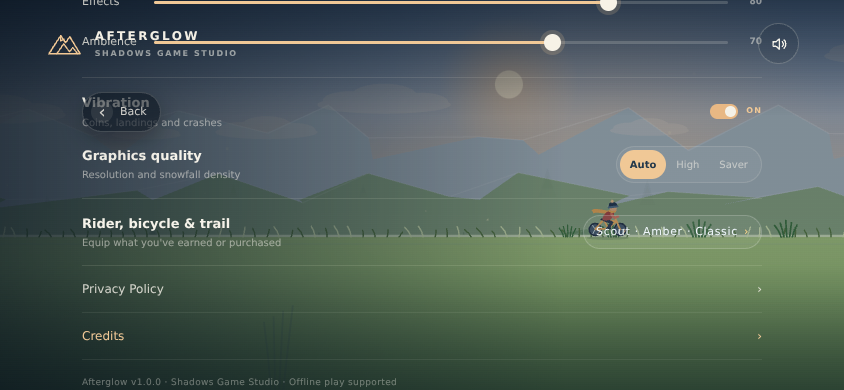 Effects 80
AFTERGLOW
Ambience 70
SHADOWS GAME STUDIO
Vibration
Back
ON
Coins, landings and crashes
Graphics quality
Resolution and snowfall density
Auto High Saver
Rider, bicycle & trail
Equip what you've earned or purchased
Scout · Amber · Classic ›
Privacy Policy ›
Credits ›
Afterglow v1.0.0 · Shadows Game Studio · Offline play supported